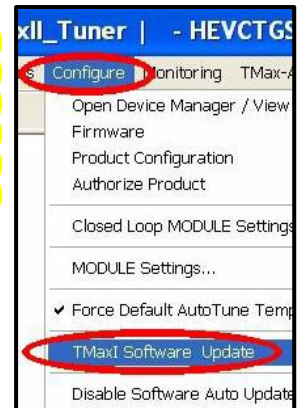 xII_Tuner | - HEVCTGS
s Configure Monitoring TMax-A
Open Device Manager / View
Firmware
Product Configuration
Authorize Product
Closed Loop MODULE Settings
MODULE Settings...
✓ Force Default AutoTune Temp
TMaxI Software Update
Disable Software Auto Update